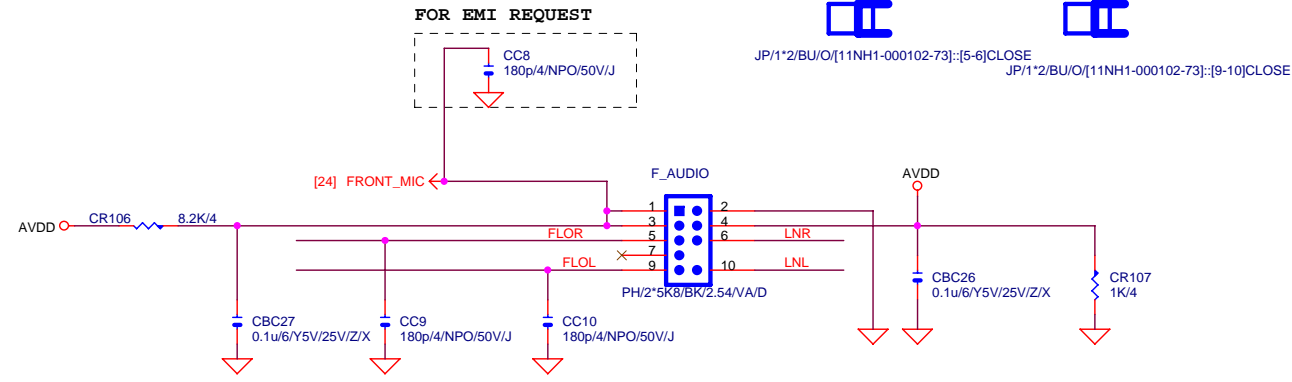 FOR EMI REQUEST
CC8
180p/4/NPO/50V/J
JP/1*2/BU/O/[11NH1-000102-73]::[5-6]CLOSE
JP/1*2/BU/O/[11NH1-000102-73]::[9-10]CLOSE
[24] FRONT_MIC
F_AUDIO
AVDD
AVDD
CR106
8.2K/4
1
2
3
4
5
6
7
9
10
FLOR
LNR
FLOL
LNL
PH/2*5K8/BK/2.54/VA/D
CBC26
0.1u/6/Y5V/25V/Z/X
CR107
1K/4
CBC27
0.1u/6/Y5V/25V/Z/X
CC9
180p/4/NPO/50V/J
CC10
180p/4/NPO/50V/J